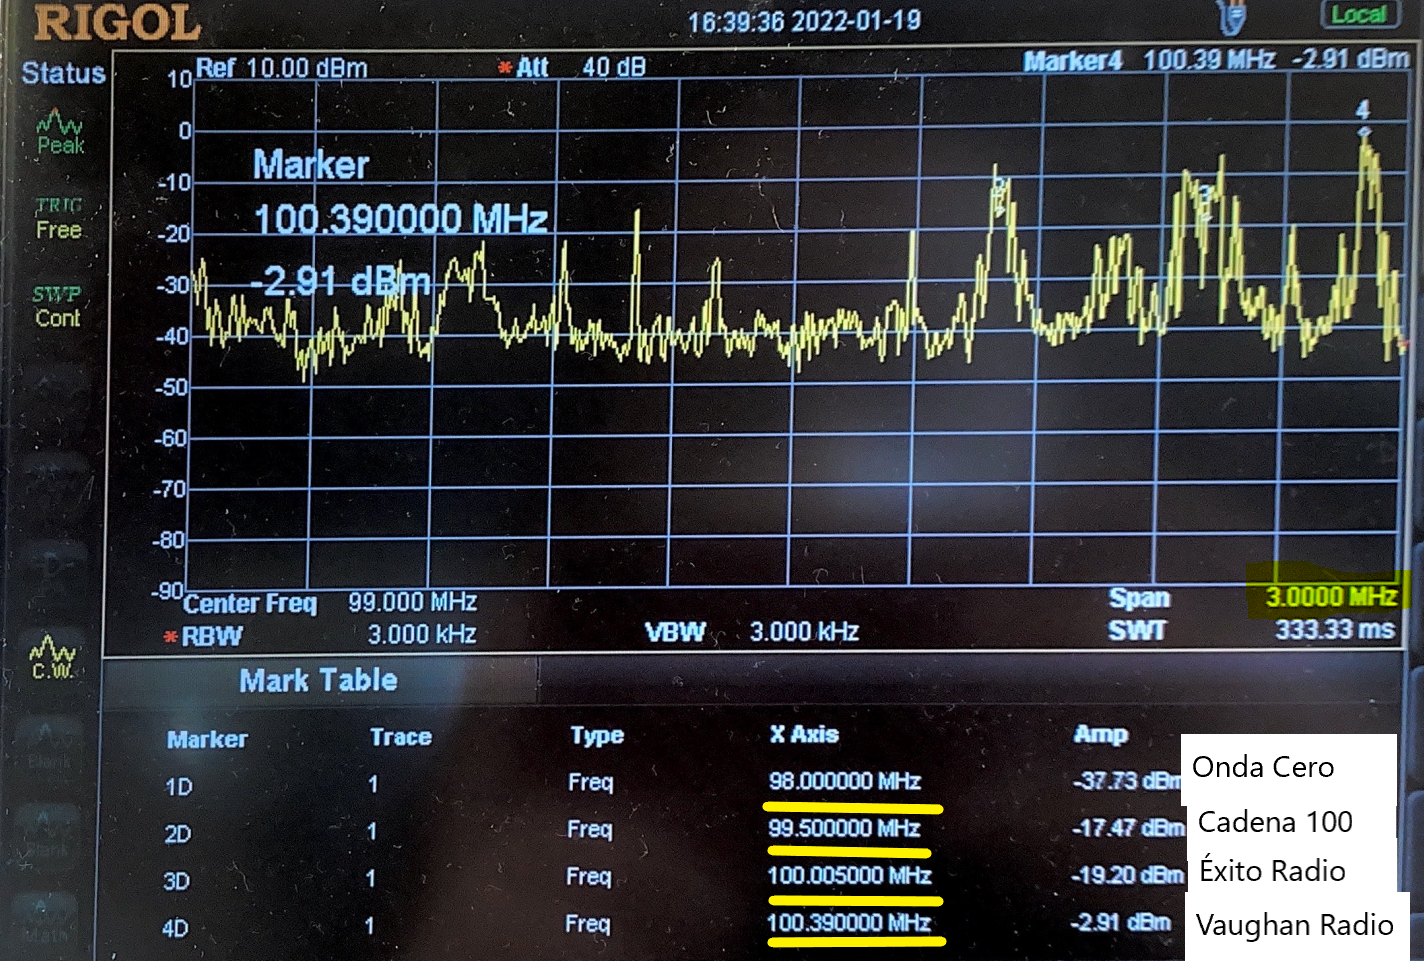 RIGOL
16:39:36 2022-01-19
Local
Status
Ref 10.00 dBm
*Att 40 dB
Marker4 100.39 MHz -2.91 dBm
10
0
-10
-20
-30
-40
-50
-60
-70
-80
-90
Peak
TRIG
Free
SWP
Cont
C.W.
Marker
100.390000 MHz
-2.91 dBm
4
3
Center Freq 99.000 MHz
Span 3.0000 MHz
*RBW 3.000 kHz
VBW 3.000 kHz
SWT 333.33 ms
Mark Table
Marker Trace Type X Axis Amp
1D 1 Freq 98.000000 MHz -37.73 dBm Onda Cero
2D 1 Freq 99.500000 MHz -17.47 dBm Cadena 100
3D 1 Freq 100.005000 MHz -19.20 dBm Éxito Radio
4D 1 Freq 100.390000 MHz -2.91 dBm Vaughan Radio